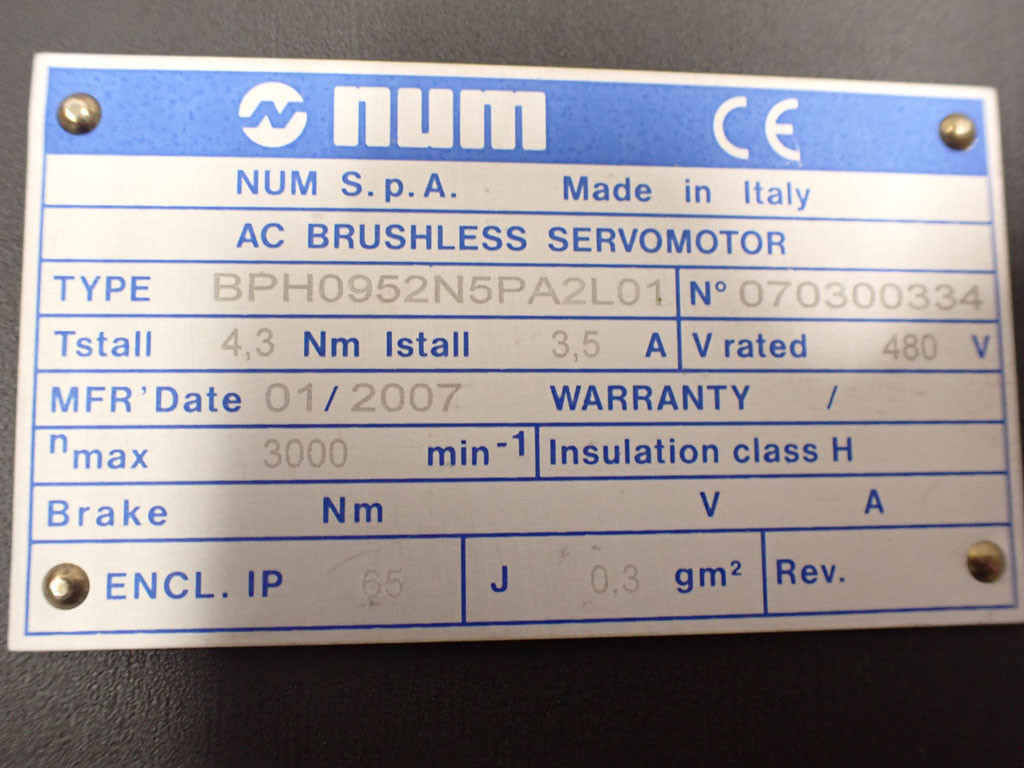 num CE
NUM S.p.A. Made in Italy
AC BRUSHLESS SERVOMOTOR
TYPE BPH0952N5PA2L01 N° 070300334
Tstall 4,3 Nm Istall 3,5 A V rated 480 V
MFR'Date 01/2007 WARRANTY /
nmax 3000 min-1 Insulation class H
Brake Nm V A
ENCL. IP 65 J 0,3 gm² Rev.